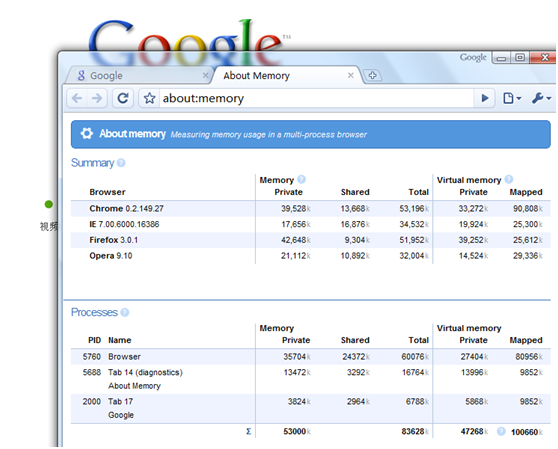 Google™
Google
Google
About Memory
about:memory
About memory Measuring memory usage in a multi-process browser
Summary ?
Memory ? Virtual memory ?
Browser Private Shared Total Private Mapped
Chrome 0.2.149.27 39,528k 13,668k 53,196k 33,272k 90,808k
IE 7.00.6000.16386 17,656k 16,876k 34,532k 19,924k 25,300k
Firefox 3.0.1 42,648k 9,304k 51,952k 39,252k 25,612k
Opera 9.10 21,112k 10,892k 32,004k 14,524k 29,336k
視頻
Processes ?
Memory Virtual memory
PID Name Private Shared Total Private Mapped
5760 Browser 35704k 24372k 60076k 27404k 80956k
5688 Tab 14 (diagnostics) 13472k 3292k 16764k 13996k 9852k
About Memory
2000 Tab 17 3824k 2964k 6788k 5868k 9852k
Google
Σ 53000k 83628k 47268k ? 100660k